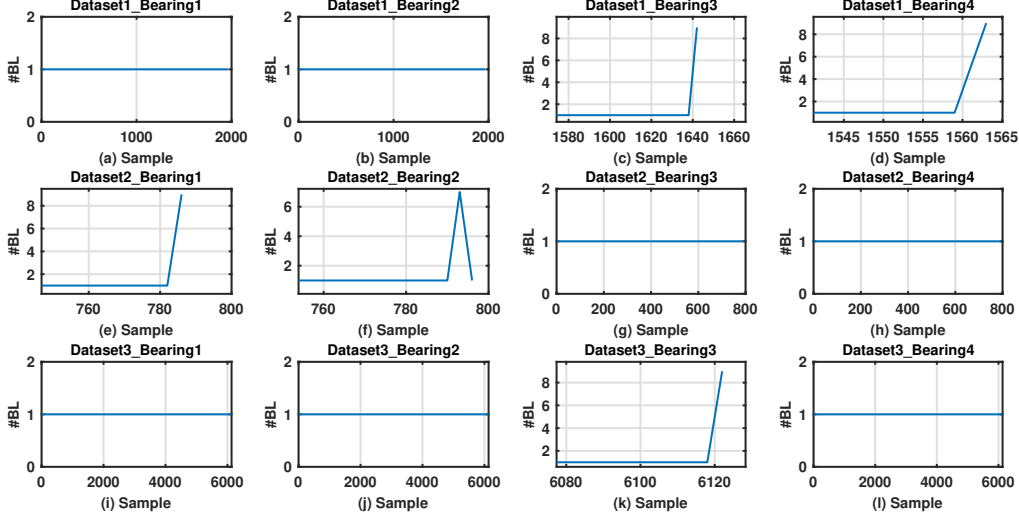 Dataset1_Bearing1
Dataset1_Bearing2
Dataset1_Bearing3
Dataset1_Bearing4
#BL
2
1
0
0 1000 2000
(a) Sample
#BL
2
1
0
0 1000 2000
(b) Sample
#BL
8
6
4
2
1580 1600 1620 1640 1660
(c) Sample
#BL
8
6
4
2
1545 1550 1555 1560 1565
(d) Sample
Dataset2_Bearing1
Dataset2_Bearing2
Dataset2_Bearing3
Dataset2_Bearing4
#BL
8
6
4
2
760 780 800
(e) Sample
#BL
6
4
2
760 780 800
(f) Sample
#BL
2
1
0
0 200 400 600 800
(g) Sample
#BL
2
1
0
0 200 400 600 800
(h) Sample
Dataset3_Bearing1
Dataset3_Bearing2
Dataset3_Bearing3
Dataset3_Bearing4
#BL
2
1
0
0 2000 4000 6000
(i) Sample
#BL
2
1
0
0 2000 4000 6000
(j) Sample
#BL
8
6
4
2
6080 6100 6120
(k) Sample
#BL
2
1
0
0 2000 4000 6000
(l) Sample